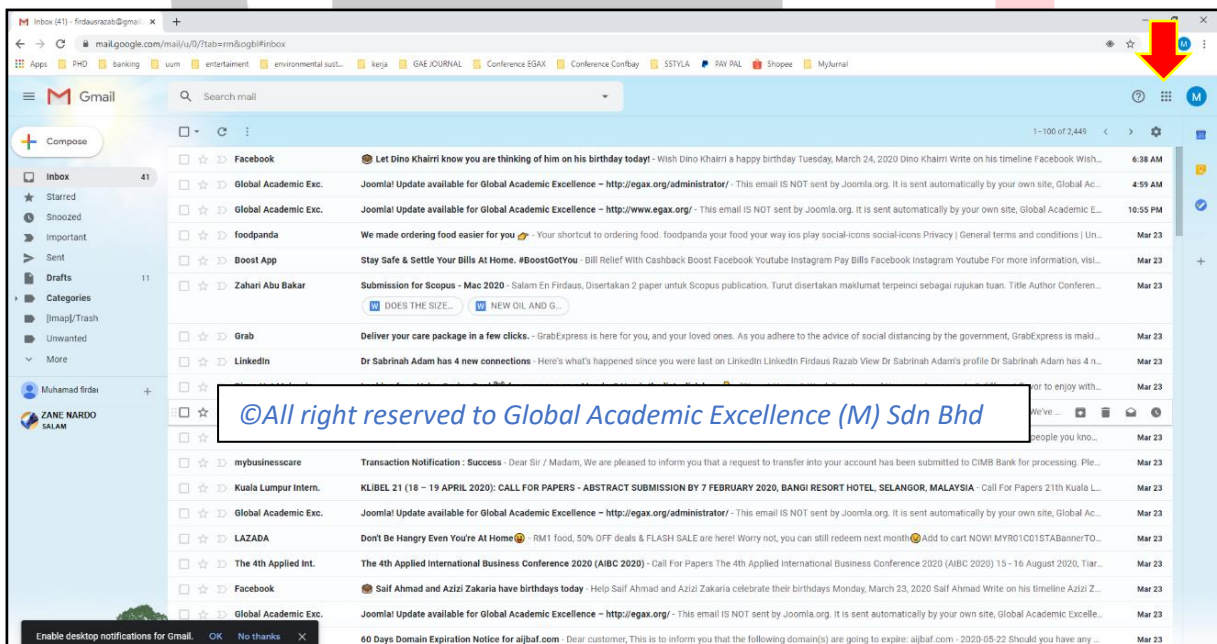 Inbox (41) - firdausrazab@gmail.
mail.google.com/mail/u/0/?tab=rm&ogbl#inbox
Apps PHD banking uum entertaiment environmental sust... kerja GAE JOURNAL Conference EGAX Conference Confbay SSTYLA PAY PAL Shopee MyJurnal
Gmail Search mail M
Compose 1–100 of 2,449
Inbox 41
Starred
Snoozed
Important
Sent
Drafts 11
Categories
[Imap]/Trash
Unwanted
More
Muhamad firdau
ZANE NARDO
SALAM
Facebook Let Dino Khairri know you are thinking of him on his birthday today! - Wish Dino Khairri a happy birthday Tuesday, March 24, 2020 Dino Khairri Write on his timeline Facebook Wish... 6:38 AM
Global Academic Exc. Joomla! Update available for Global Academic Excellence – http://egax.org/administrator/ - This email IS NOT sent by Joomla.org. It is sent automatically by your own site, Global Ac... 4:59 AM
Global Academic Exc. Joomla! Update available for Global Academic Excellence – http://www.egax.org/ - This email IS NOT sent by Joomla.org. It is sent automatically by your own site, Global Academic E... 10:55 PM
foodpanda We made ordering food easier for you - Your shortcut to ordering food. foodpanda your food your way ios play social-icons social-icons Privacy | General terms and conditions | Un... Mar 23
Boost App Stay Safe & Settle Your Bills At Home. #BoostGotYou - Bill Relief With Cashback Boost Facebook Youtube Instagram Pay Bills Facebook Instagram Youtube For more information, visi... Mar 23
Zahari Abu Bakar Submission for Scopus - Mac 2020 - Salam En Firdaus, Disertakan 2 paper untuk Scopus publication. Turut disertakan maklumat terpeinci sebagai rujukan tuan. Title Author Conferen... Mar 23
DOES THE SIZE... NEW OIL AND G...
Grab Deliver your care package in a few clicks. - GrabExpress is here for you, and your loved ones. As you adhere to the advice of social distancing by the government, GrabExpress is maki... Mar 23
LinkedIn Dr Sabrinah Adam has 4 new connections - Here's what's happened since you were last on LinkedIn LinkedIn Firdaus Razab View Dr Sabrinah Adam's profile Dr Sabrinah Adam has 4 n... Mar 23
vor to enjoy with... Mar 23
We've ...
©All right reserved to Global Academic Excellence (M) Sdn Bhd
people you kno... Mar 23
mybusinesscare Transaction Notification : Success - Dear Sir / Madam, We are pleased to inform you that a request to transfer into your account has been submitted to CIMB Bank for processing. Ple... Mar 23
Kuala Lumpur Intern. KLiBEL 21 (18 – 19 APRIL 2020): CALL FOR PAPERS - ABSTRACT SUBMISSION BY 7 FEBRUARY 2020, BANGI RESORT HOTEL, SELANGOR, MALAYSIA - Call For Papers 21th Kuala L... Mar 23
Global Academic Exc. Joomla! Update available for Global Academic Excellence – http://egax.org/administrator/ - This email IS NOT sent by Joomla.org. It is sent automatically by your own site, Global Ac... Mar 23
LAZADA Don't Be Hangry Even You're At Home - RM1 food, 50% OFF deals & FLASH SALE are here! Worry not, you can still redeem next month Add to cart NOW! MYR01C01STABannerTO... Mar 23
The 4th Applied Int. The 4th Applied International Business Conference 2020 (AIBC 2020) - Call For Papers The 4th Applied International Business Conference 2020 (AIBC 2020) 15 - 16 August 2020, Tiar... Mar 23
Facebook Saif Ahmad and Azizi Zakaria have birthdays today - Help Saif Ahmad and Azizi Zakaria celebrate their birthdays Monday, March 23, 2020 Saif Ahmad Write on his timeline Azizi Z... Mar 23
Global Academic Exc. Joomla! Update available for Global Academic Excellence – http://egax.org/ - This email IS NOT sent by Joomla.org. It is sent automatically by your own site, Global Academic Excelle... Mar 23
60 Days Domain Expiration Notice for aijbaf.com - Dear customer, This is to inform you that the following domain(s) are going to expire: aijbaf.com - 2020-05-22 Should you have any ... Mar 23
Enable desktop notifications for Gmail. OK No thanks